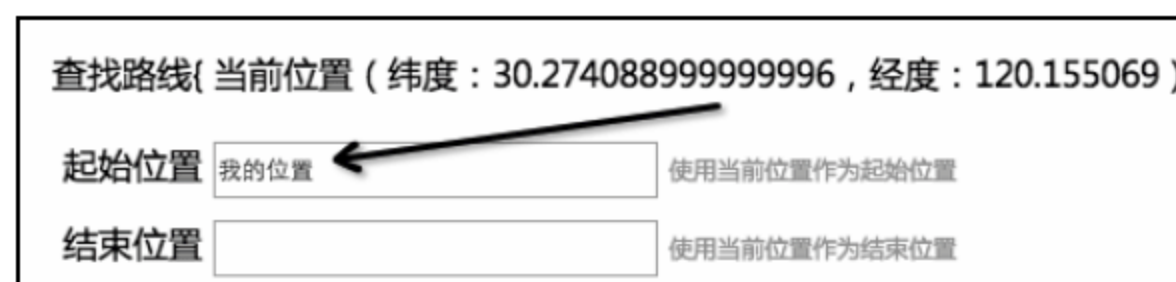 查找路线{ 当前位置（纬度：30.274088999999996，经度：120.155069）
起始位置 我的位置 使用当前位置作为起始位置
结束位置 使用当前位置作为结束位置